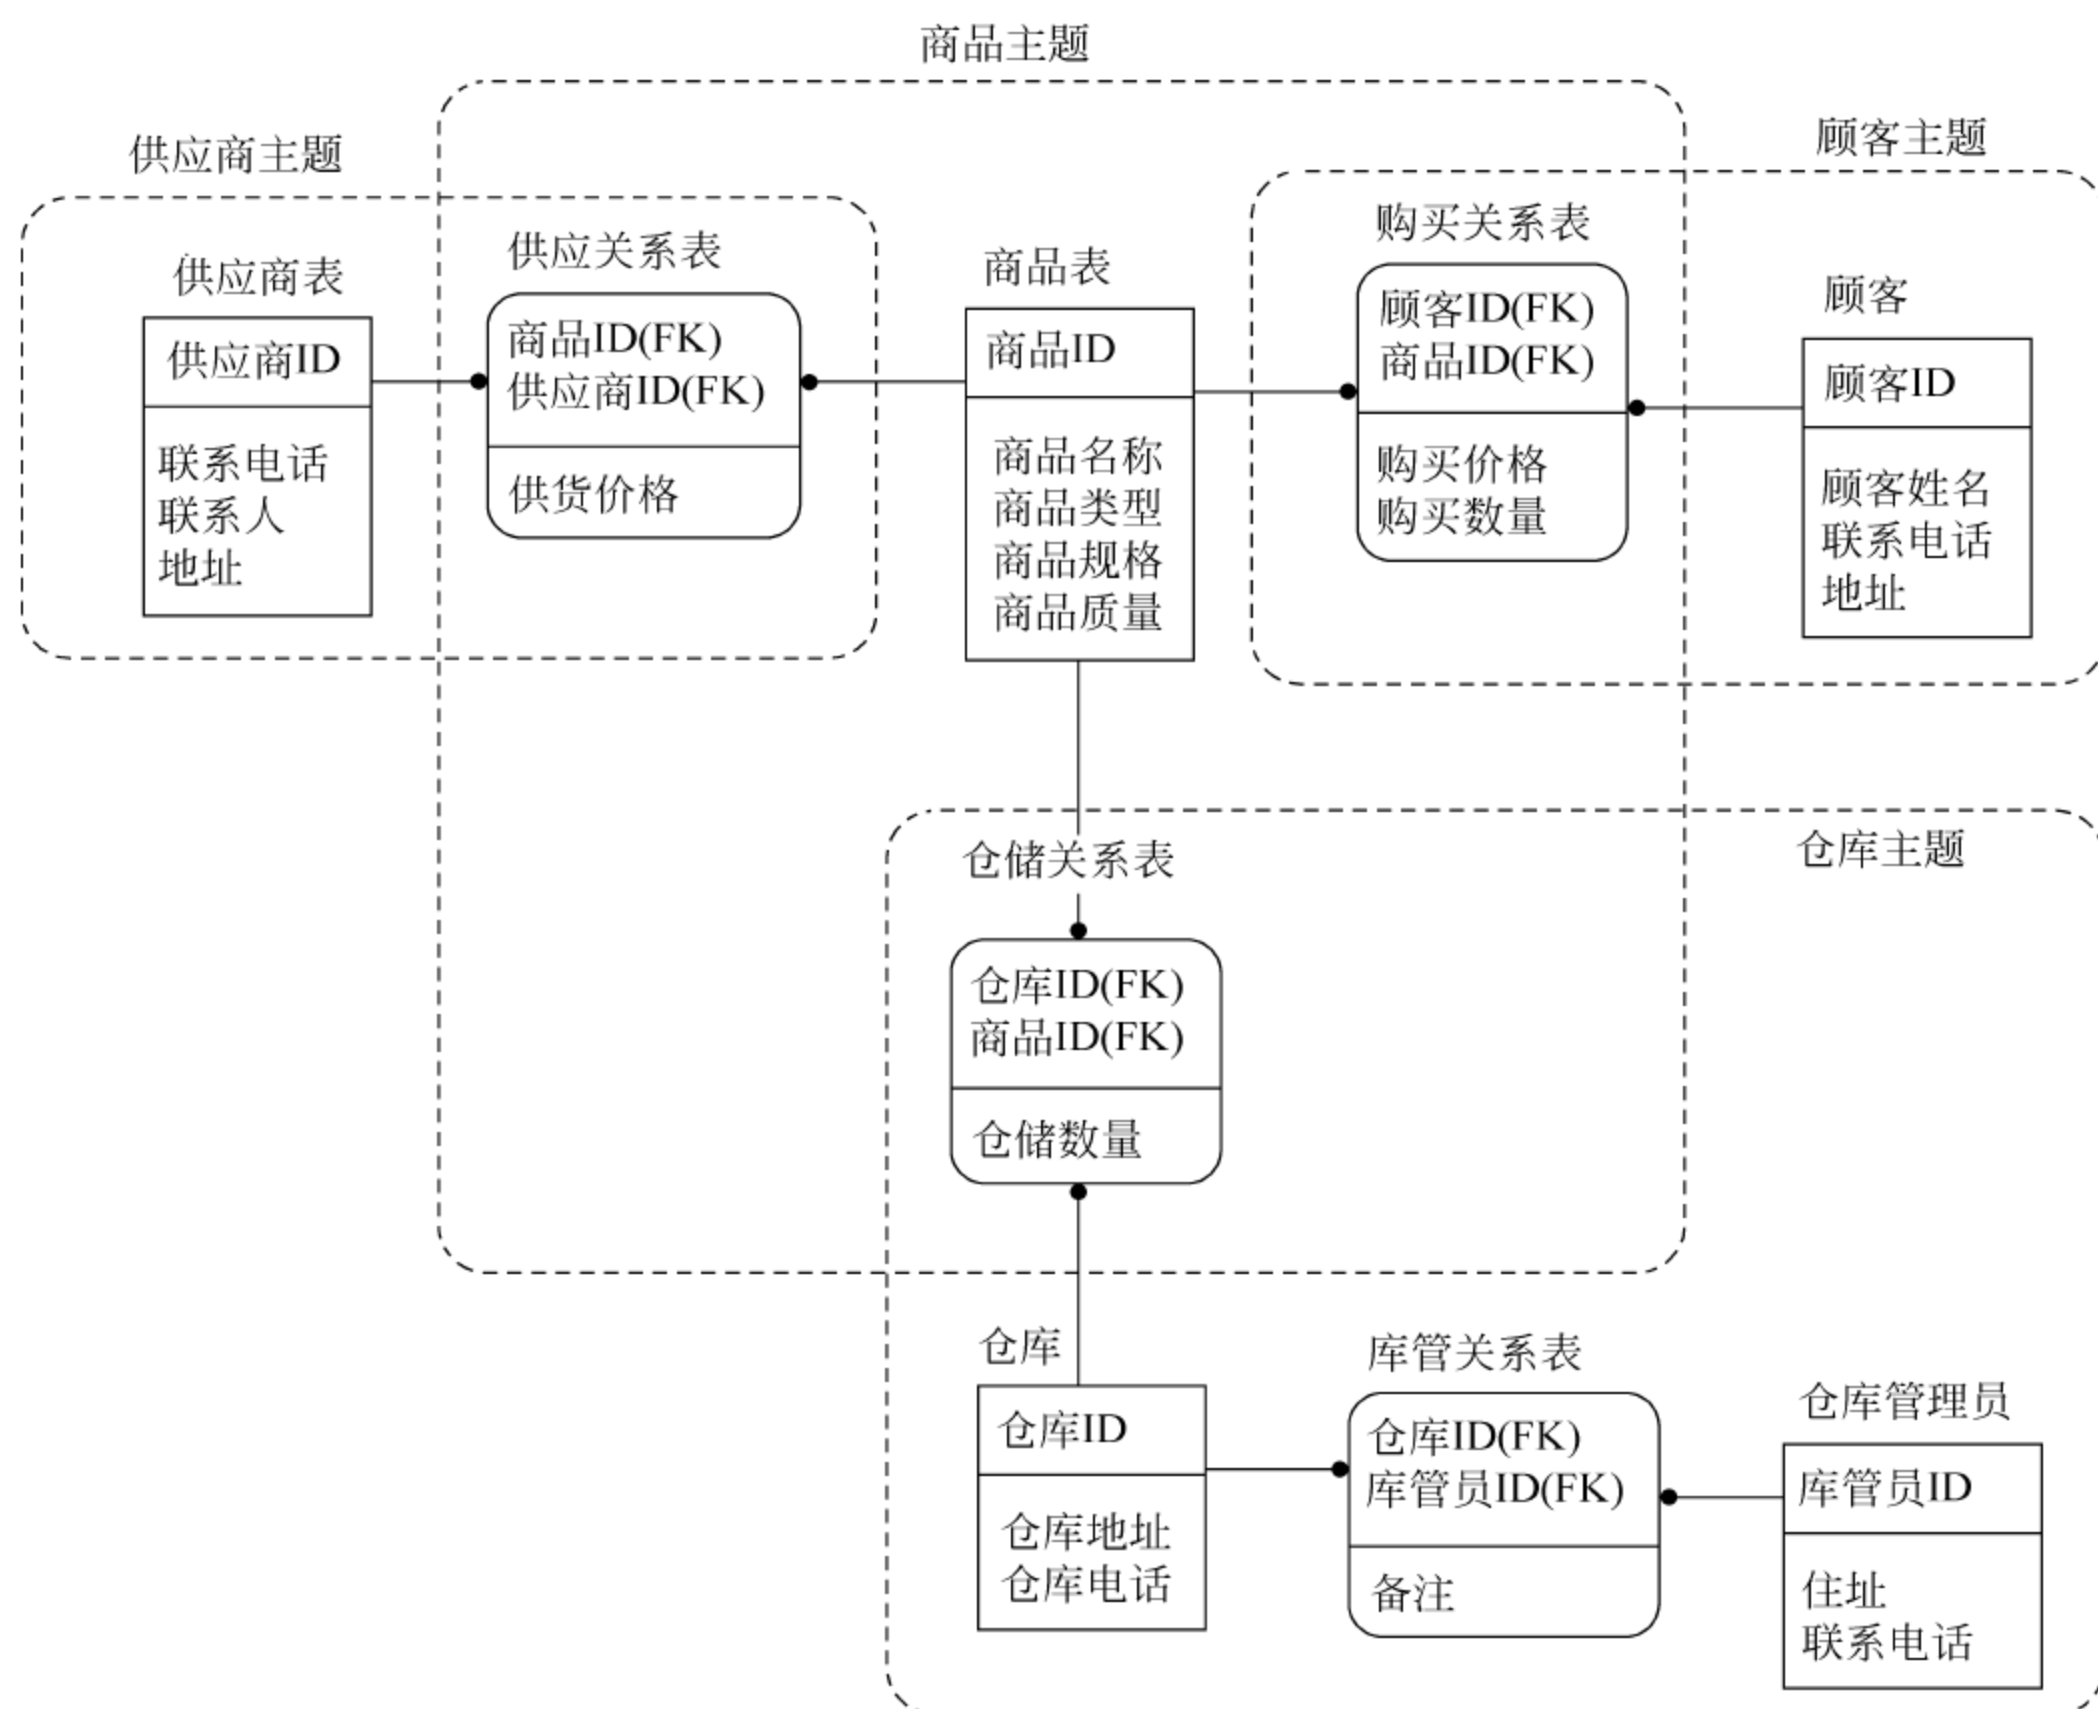 商品主题
供应商主题
顾客主题
供应商表
供应商ID
联系电话
联系人
地址
供应关系表
商品ID(FK)
供应商ID(FK)
供货价格
商品表
商品ID
商品名称
商品类型
商品规格
商品质量
购买关系表
顾客ID(FK)
商品ID(FK)
购买价格
购买数量
顾客
顾客ID
顾客姓名
联系电话
地址
仓库主题
仓储关系表
仓库ID(FK)
商品ID(FK)
仓储数量
仓库
仓库ID
仓库地址
仓库电话
库管关系表
仓库ID(FK)
库管员ID(FK)
备注
仓库管理员
库管员ID
住址
联系电话